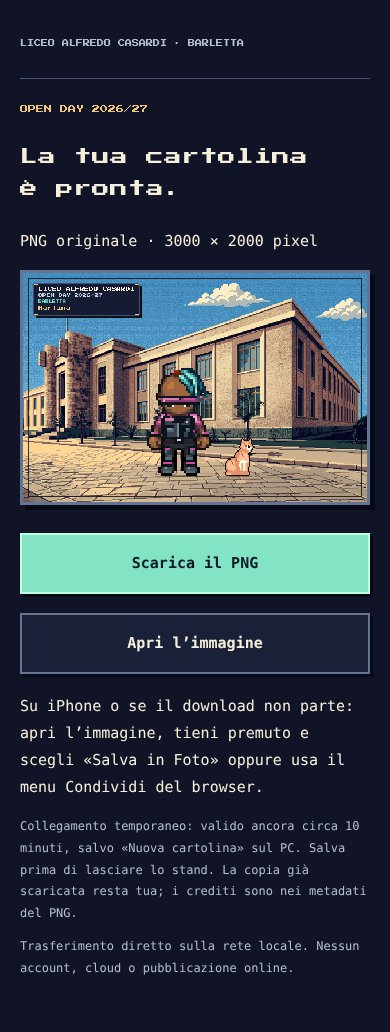 LICEO ALFREDO CASARDI · BARLETTA
OPEN DAY 2026/27
La tua cartolina
è pronta.
PNG originale · 3000 × 2000 pixel
LICEO ALFREDO CASARDI
OPEN DAY 2026/27
BARLETTA
Martina
Scarica il PNG
Apri l’immagine
Su iPhone o se il download non parte:
apri l’immagine, tieni premuto e
scegli «Salva in Foto» oppure usa il
menu Condividi del browser.
Collegamento temporaneo: valido ancora circa 10
minuti, salvo «Nuova cartolina» sul PC. Salva
prima di lasciare lo stand. La copia già
scaricata resta tua; i crediti sono nei metadati
del PNG.
Trasferimento diretto sulla rete locale. Nessun
account, cloud o pubblicazione online.